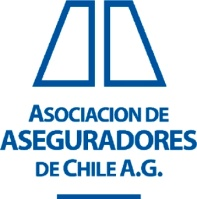 ASOCIACION DE
ASEGURADORES
DE CHILE A.G.